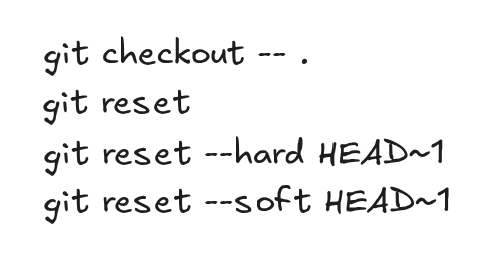 git checkout -- .
git reset
git reset --hard HEAD~1
git reset --soft HEAD~1